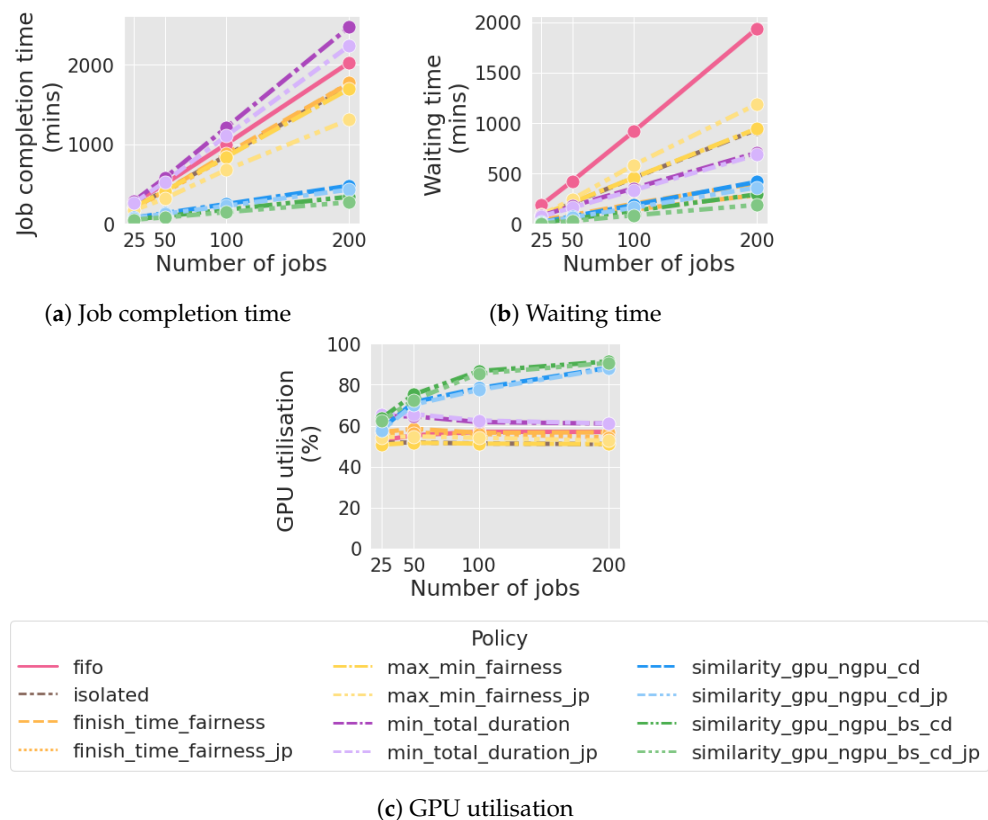 Job completion time
(mins)
2000
1000
0
25 50 100 200
Number of jobs
(a) Job completion time
Waiting time
(mins)
2000
1500
1000
500
0
25 50 100 200
Number of jobs
(b) Waiting time
GPU utilisation
(%)
100
80
60
40
20
0
25 50 100 200
Number of jobs
Policy
fifo
isolated
finish_time_fairness
finish_time_fairness_jp
max_min_fairness
max_min_fairness_jp
min_total_duration
min_total_duration_jp
similarity_gpu_ngpu_cd
similarity_gpu_ngpu_cd_jp
similarity_gpu_ngpu_bs_cd
similarity_gpu_ngpu_bs_cd_jp
(c) GPU utilisation